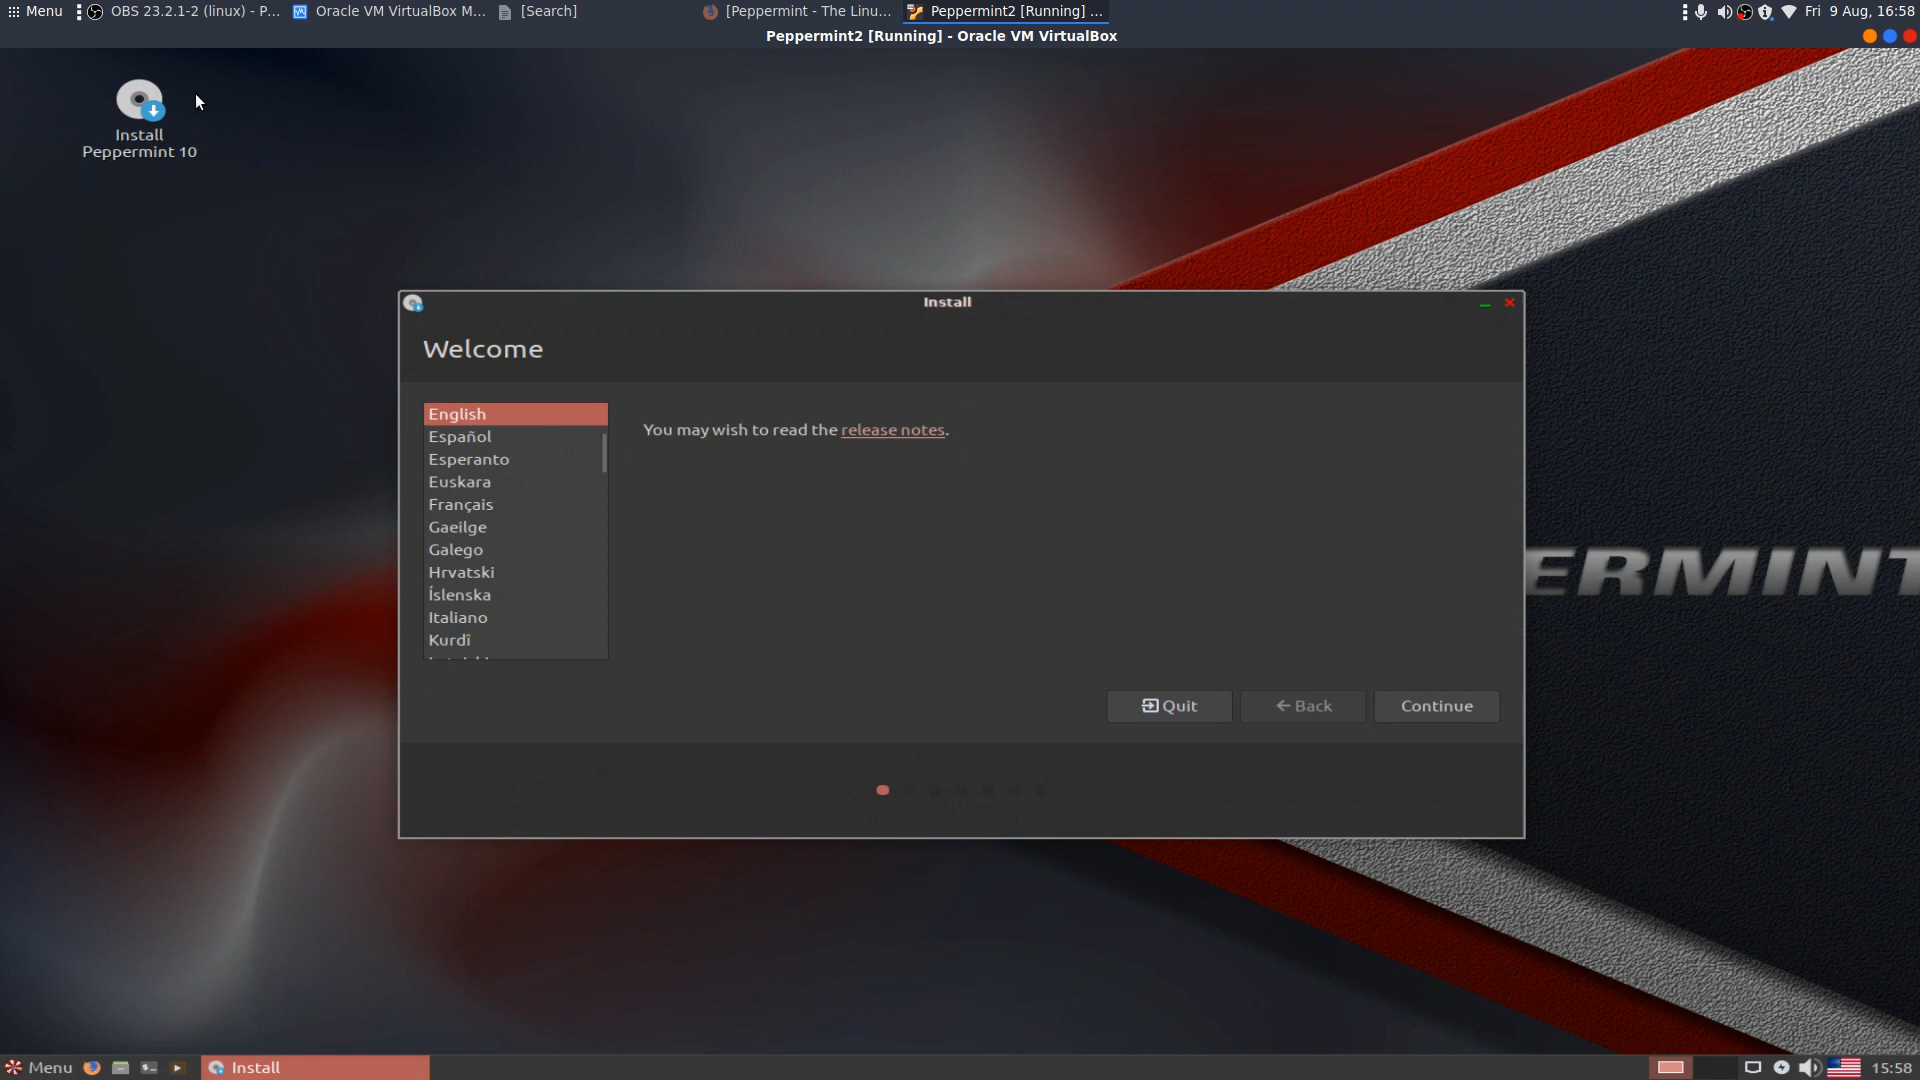 Menu
OBS 23.2.1-2 (linux) - P...
Oracle VM VirtualBox M...
[Search]
[Peppermint - The Linu...
Peppermint2 [Running] ...
Fri 9 Aug, 16:58
Peppermint2 [Running] - Oracle VM VirtualBox
Install
Peppermint 10
Install
Welcome
English
Español
Esperanto
Euskara
Français
Gaeilge
Galego
Hrvatski
Íslenska
Italiano
Kurdî
You may wish to read the release notes.
Quit
Back
Continue
ERMINT
Menu
Install
15:58